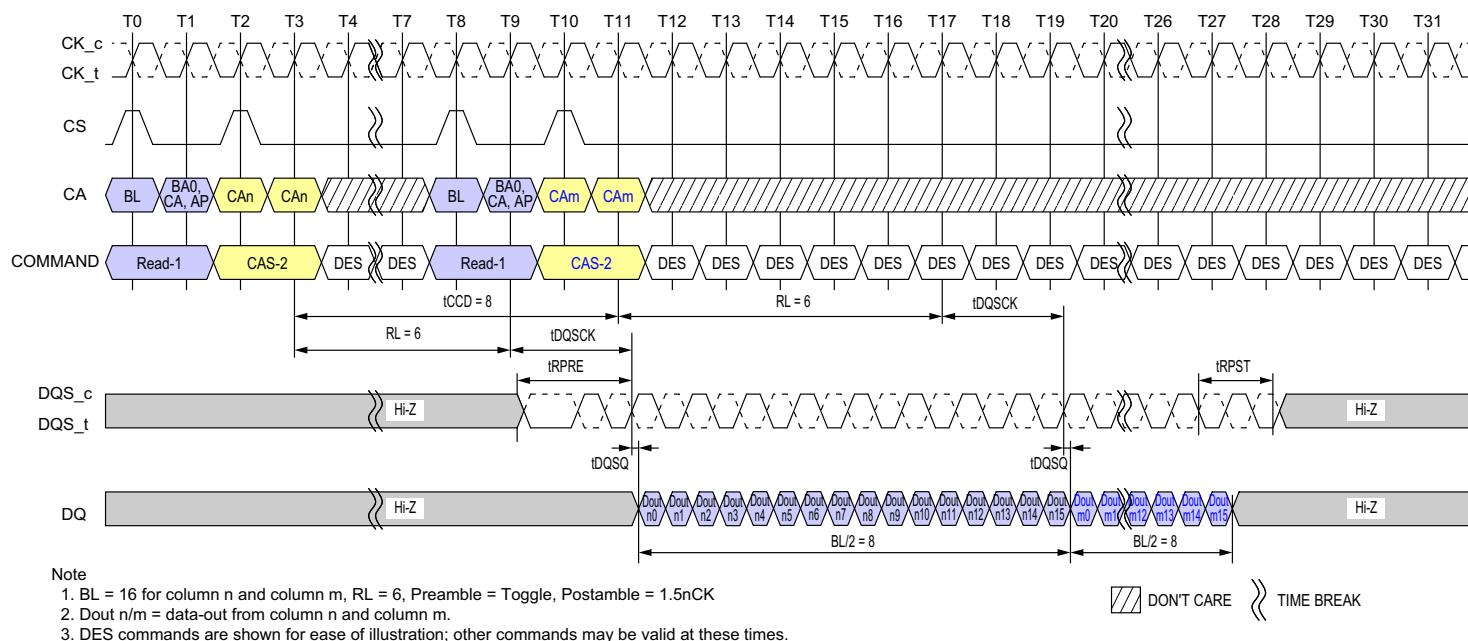 T0 T1 T2 T3 T4 T7 T8 T9 T10 T11 T12 T13 T14 T15 T16 T17 T18 T19 T20 T26 T27 T28 T29 T30 T31
CK_c
CK_t
CS
CA BL BA0, CA, AP CAn CAn BL BA0, CA, AP CAm CAm
COMMAND Read-1 CAS-2 DES DES Read-1 CAS-2 DES DES DES DES DES DES DES DES DES DES DES DES DES DES DES
tCCD = 8 RL = 6 tDQSCK
RL = 6 tDQSCK
tRPRE tRPST
DQS_c
DQS_t
Hi-Z Hi-Z
tDQSQ tDQSQ
DQ Hi-Z Dout n0 Dout n1 Dout n2 Dout n3 Dout n4 Dout n5 Dout n6 Dout n7 Dout n8 Dout n9 Dout n10 Dout n11 Dout n12 Dout n13 Dout n14 Dout n15 Dout m0 Dout m1 Dout m12 Dout m13 Dout m14 Dout m15 Hi-Z
BL/2 = 8 BL/2 = 8
Note
1. BL = 16 for column n and column m, RL = 6, Preamble = Toggle, Postamble = 1.5nCK
2. Dout n/m = data-out from column n and column m.
3. DES commands are shown for ease of illustration; other commands may be valid at these times.
DON'T CARE TIME BREAK